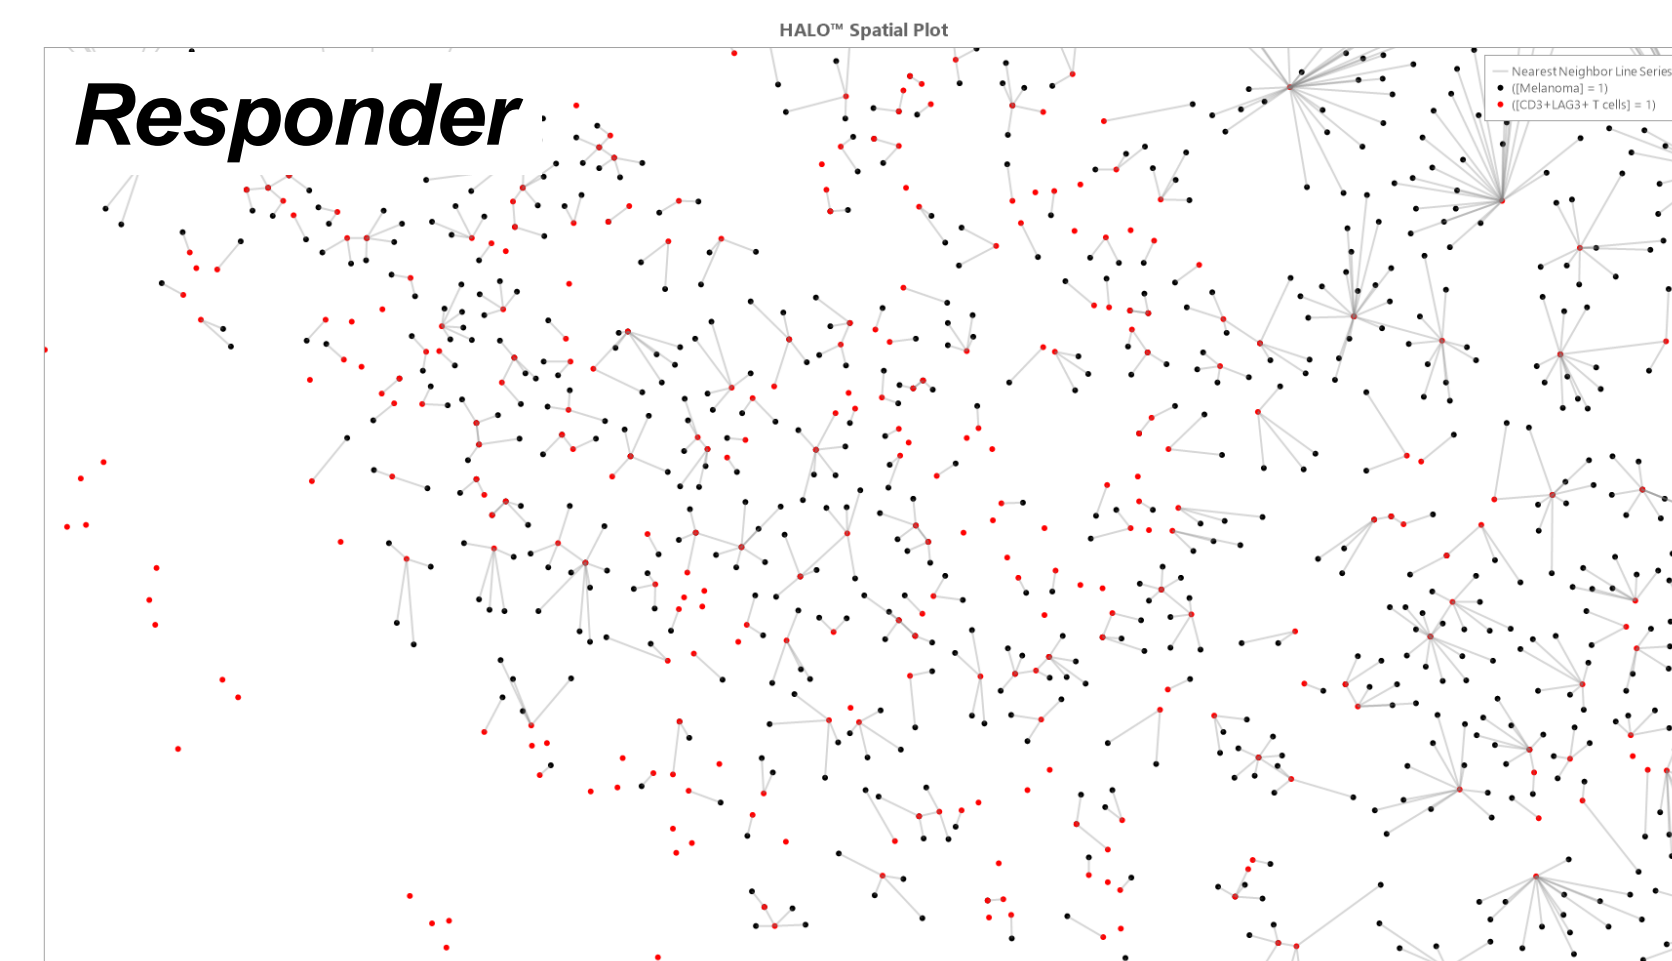 HALO™ Spatial Plot
Responder
Nearest Neighbor Line Series
([Melanoma] = 1)
([CD3+LAG3+ T cells] = 1)